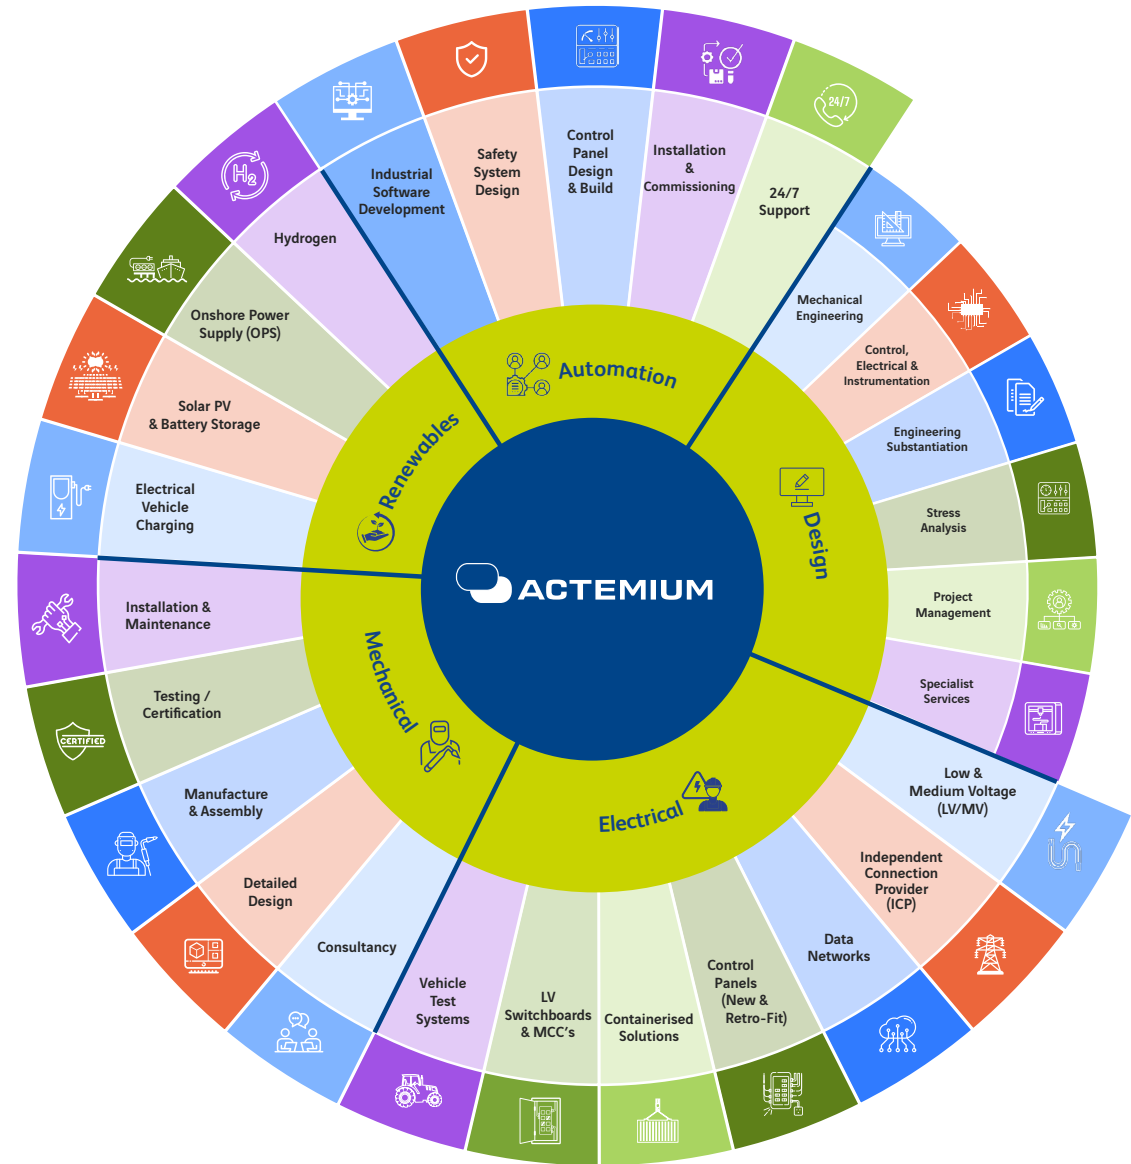 24/7
H2
CERTIFIED
ACTEMIUM
Automation
Industrial
Software
Development
Safety
System
Design
Control
Panel
Design
& Build
Installation
&
Commissioning
24/7
Support
Design
Mechanical
Engineering
Control,
Electrical &
Instrumentation
Engineering
Substantiation
Stress
Analysis
Project
Management
Specialist
Services
Electrical
Low &
Medium Voltage
(LV/MV)
Independent
Connection
Provider
(ICP)
Data
Networks
Control
Panels
(New &
Retro-Fit)
Containerised
Solutions
LV
Switchboards
& MCC's
Vehicle
Test
Systems
Mechanical
Consultancy
Detailed
Design
Manufacture
& Assembly
Testing /
Certification
Installation &
Maintenance
Renewables
Electrical
Vehicle
Charging
Solar PV
& Battery Storage
Onshore Power
Supply (OPS)
Hydrogen